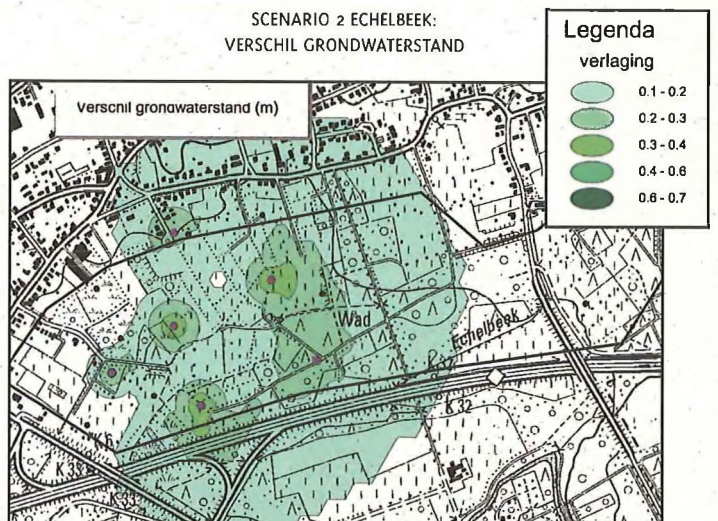 SCENARIO 2 ECHELBEEK:
VERSCHIL GRONDWATERSTAND
Legenda
verlaging
0.1 - 0.2
0.2 - 0.3
0.3 - 0.4
0.4 - 0.6
0.6 - 0.7
Verschil grondwaterstand (m)
Wad
Echelbeek
K 32
K 6